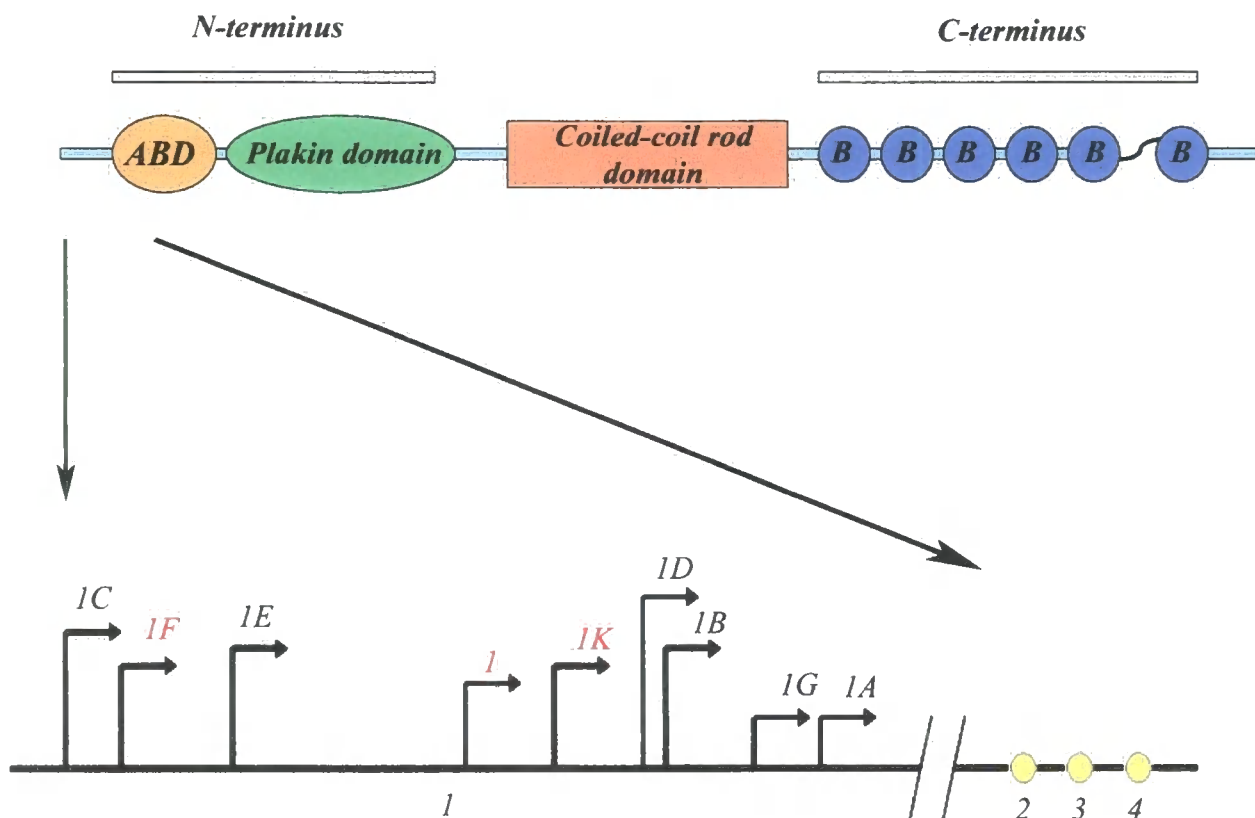 N-terminus
C-terminus
ABD
Plakin domain
Coiled-coil rod
domain
B
B
B
B
B
B
1C
1F
1E
1
1K
1D
1B
1G
1A
1
2
3
4